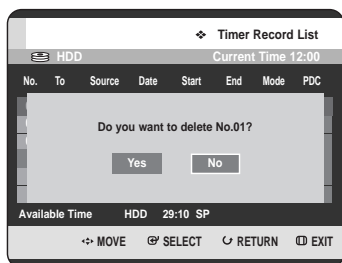 ❖ Timer Record List
HDD Current Time 12:00
No. To Source Date Start End Mode PDC
Do you want to delete No.01?
Yes No
Available Time HDD 29:10 SP
MOVE SELECT RETURN EXIT